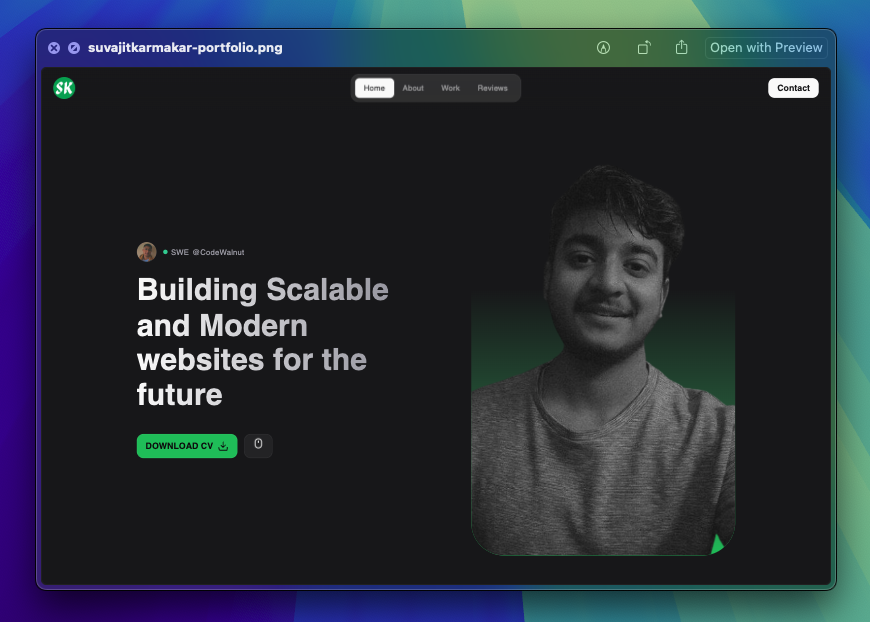 suvajitkarmakar-portfolio.png
Open with Preview
SK
Home
About
Work
Reviews
Contact
SWE @CodeWalnut
Building Scalable
and Modern
websites for the
future
DOWNLOAD CV